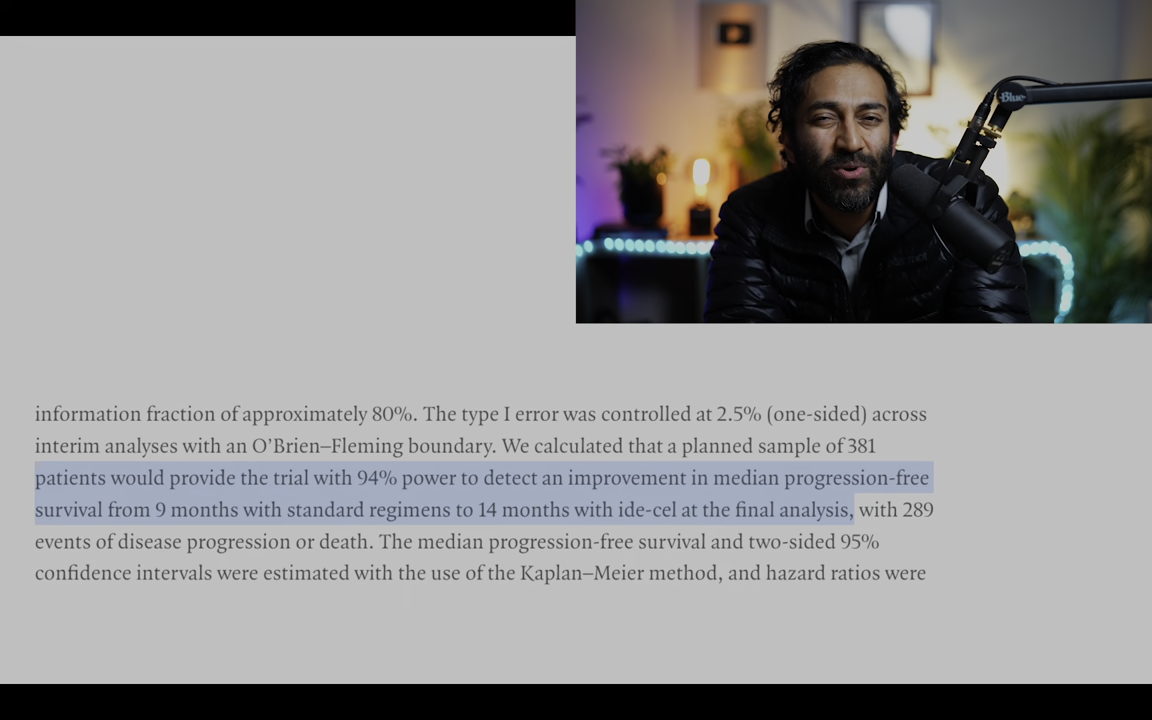 Blue
information fraction of approximately 80%. The type I error was controlled at 2.5% (one-sided) across
interim analyses with an O’Brien–Fleming boundary. We calculated that a planned sample of 381
patients would provide the trial with 94% power to detect an improvement in median progression-free
survival from 9 months with standard regimens to 14 months with ide-cel at the final analysis, with 289
events of disease progression or death. The median progression-free survival and two-sided 95%
confidence intervals were estimated with the use of the Kaplan–Meier method, and hazard ratios were